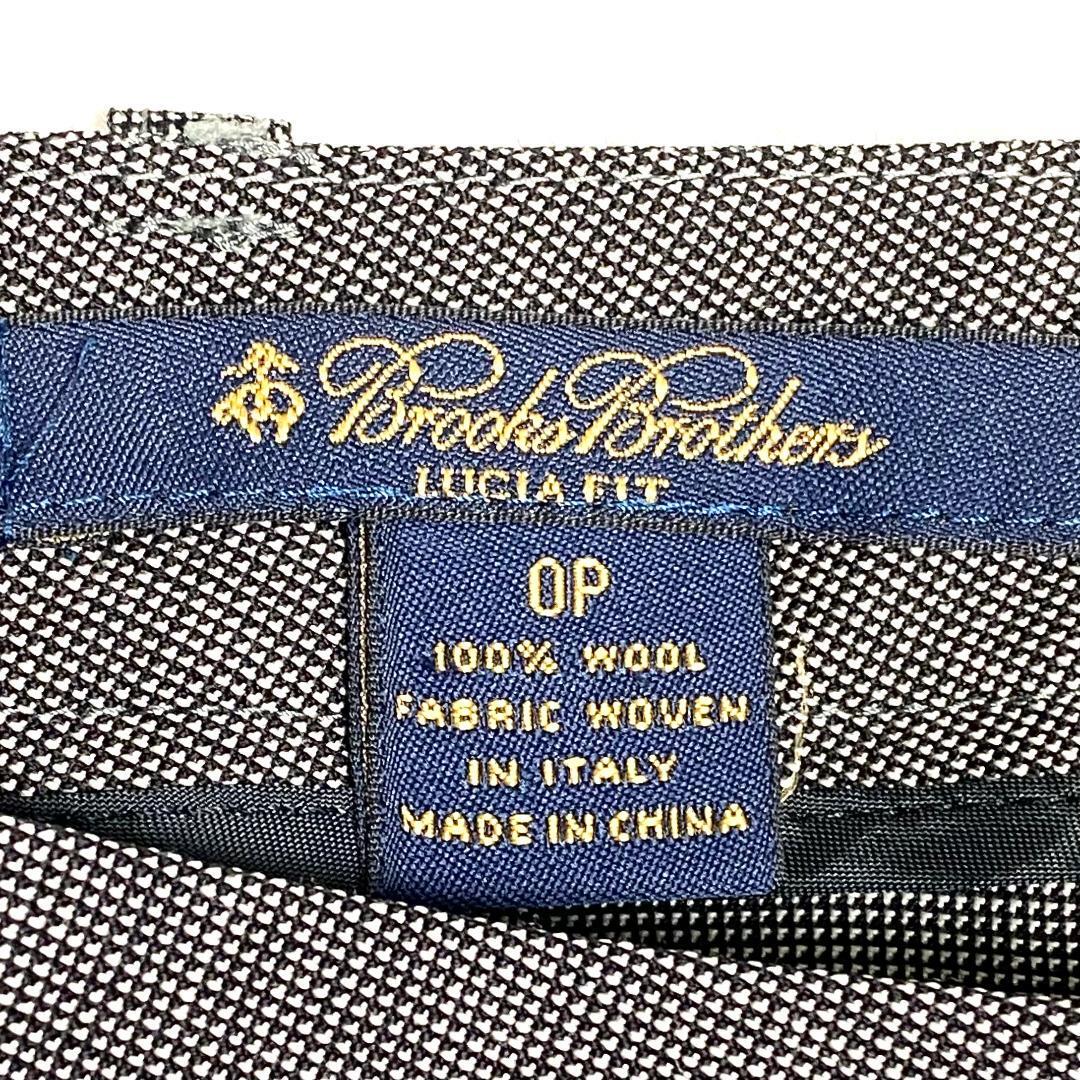 Brooks Brothers
LUCIA FIT
0P
100% WOOL
FABRIC WOVEN
IN ITALY
MADE IN CHINA